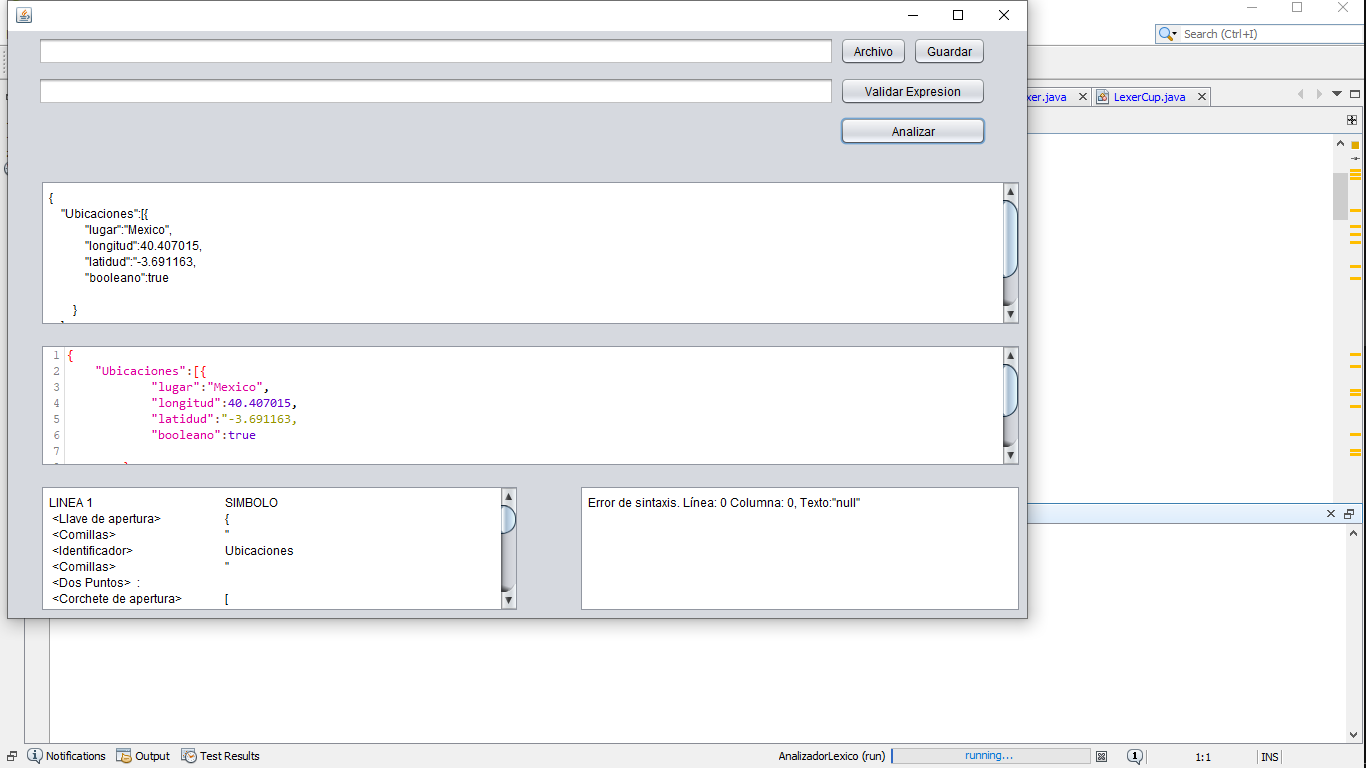 Archivo Guardar
Search (Ctrl+I)
Validar Expresion
xer.java LexerCup.java
Analizar
{
"Ubicaciones":[{
"lugar":"Mexico",
"longitud":40.407015,
"latidud":"-3.691163,
"booleano":true
}
1 {
2 "Ubicaciones":[{
3 "lugar":"Mexico",
4 "longitud":40.407015,
5 "latidud":"-3.691163,
6 "booleano":true
7
LINEA 1 SIMBOLO
<Llave de apertura> {
<Comillas> "
<Identificador> Ubicaciones
<Comillas> "
<Dos Puntos> :
<Corchete de apertura> [
Error de sintaxis. Línea: 0 Columna: 0, Texto:"null"
Notifications Output Test Results AnalizadorLexico (run) running... 1 1:1 INS